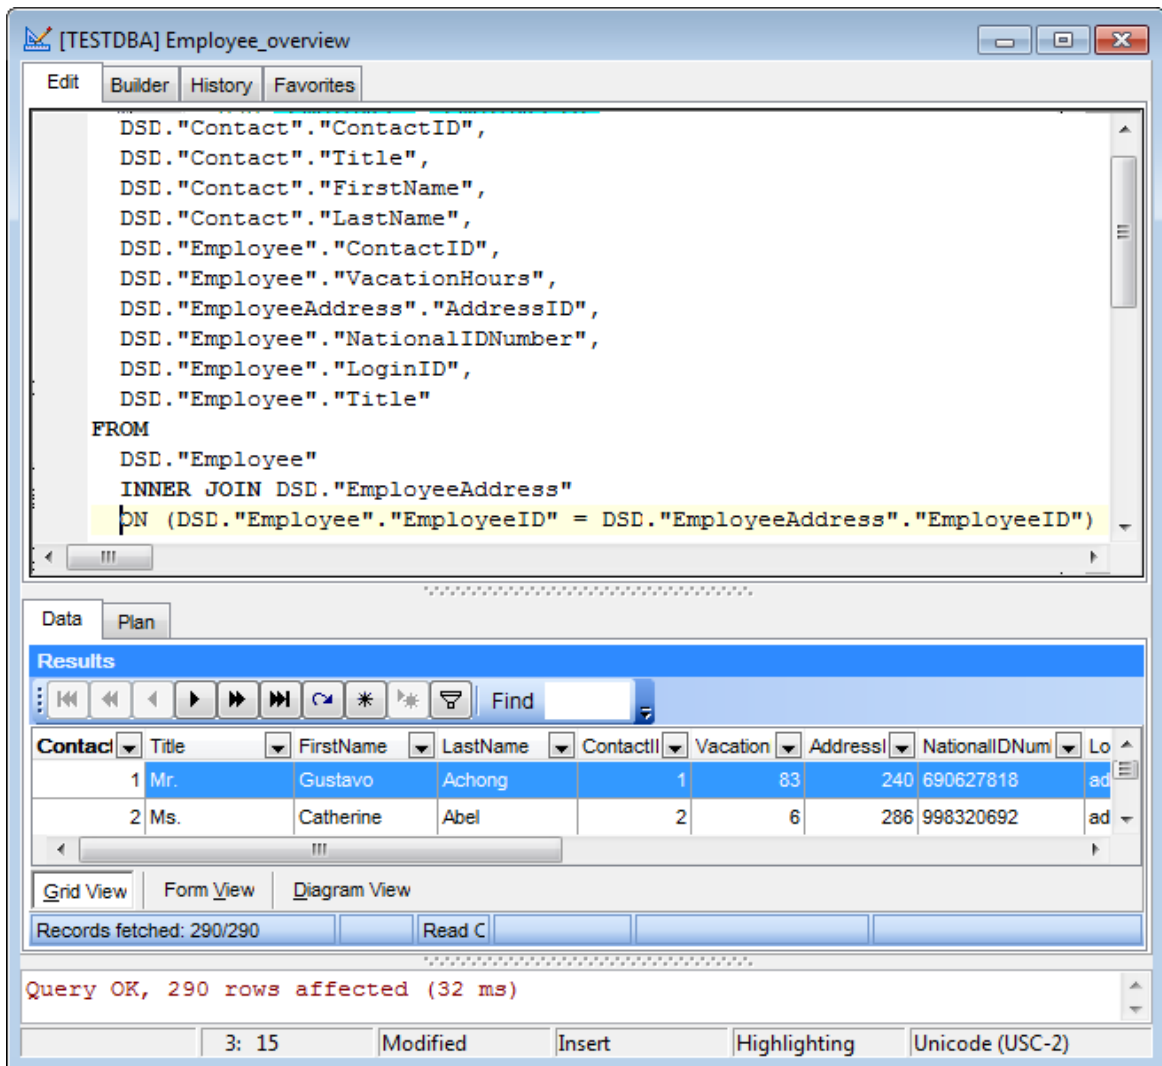 [TESTDBA] Employee_overview
Edit Builder History Favorites
DSD."Contact"."ContactID",
DSD."Contact"."Title",
DSD."Contact"."FirstName",
DSD."Contact"."LastName",
DSD."Employee"."ContactID",
DSD."Employee"."VacationHours",
DSD."EmployeeAddress"."AddressID",
DSD."Employee"."NationalIDNumber",
DSD."Employee"."LoginID",
DSD."Employee"."Title"
FROM
DSD."Employee"
INNER JOIN DSD."EmployeeAddress"
ON (DSD."Employee"."EmployeeID" = DSD."EmployeeAddress"."EmployeeID")
Data Plan
Results
Find
Contact Title FirstName LastName ContactII Vacation AddressI NationalIDNum Lo
1 Mr. Gustavo Achong 1 83 240 690627818 ad
2 Ms. Catherine Abel 2 6 286 998320692 ad
Grid View Form View Diagram View
Records fetched: 290/290 Read C
Query OK, 290 rows affected (32 ms)
3: 15 Modified Insert Highlighting Unicode (USC-2)